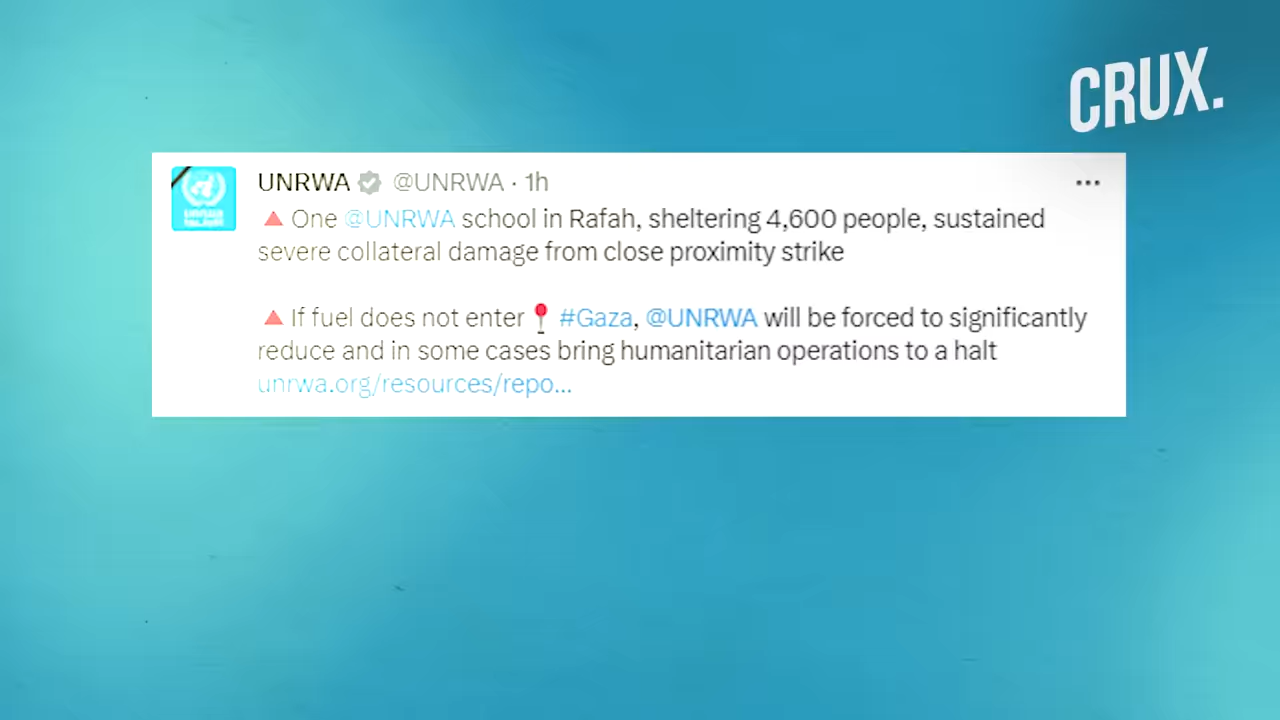 CRUX.
UNRWA @UNRWA · 1h
🔺 One @UNRWA school in Rafah, sheltering 4,600 people, sustained
severe collateral damage from close proximity strike
🔺 If fuel does not enter 📍 #Gaza, @UNRWA will be forced to significantly
reduce and in some cases bring humanitarian operations to a halt
unrwa.org/resources/repo...